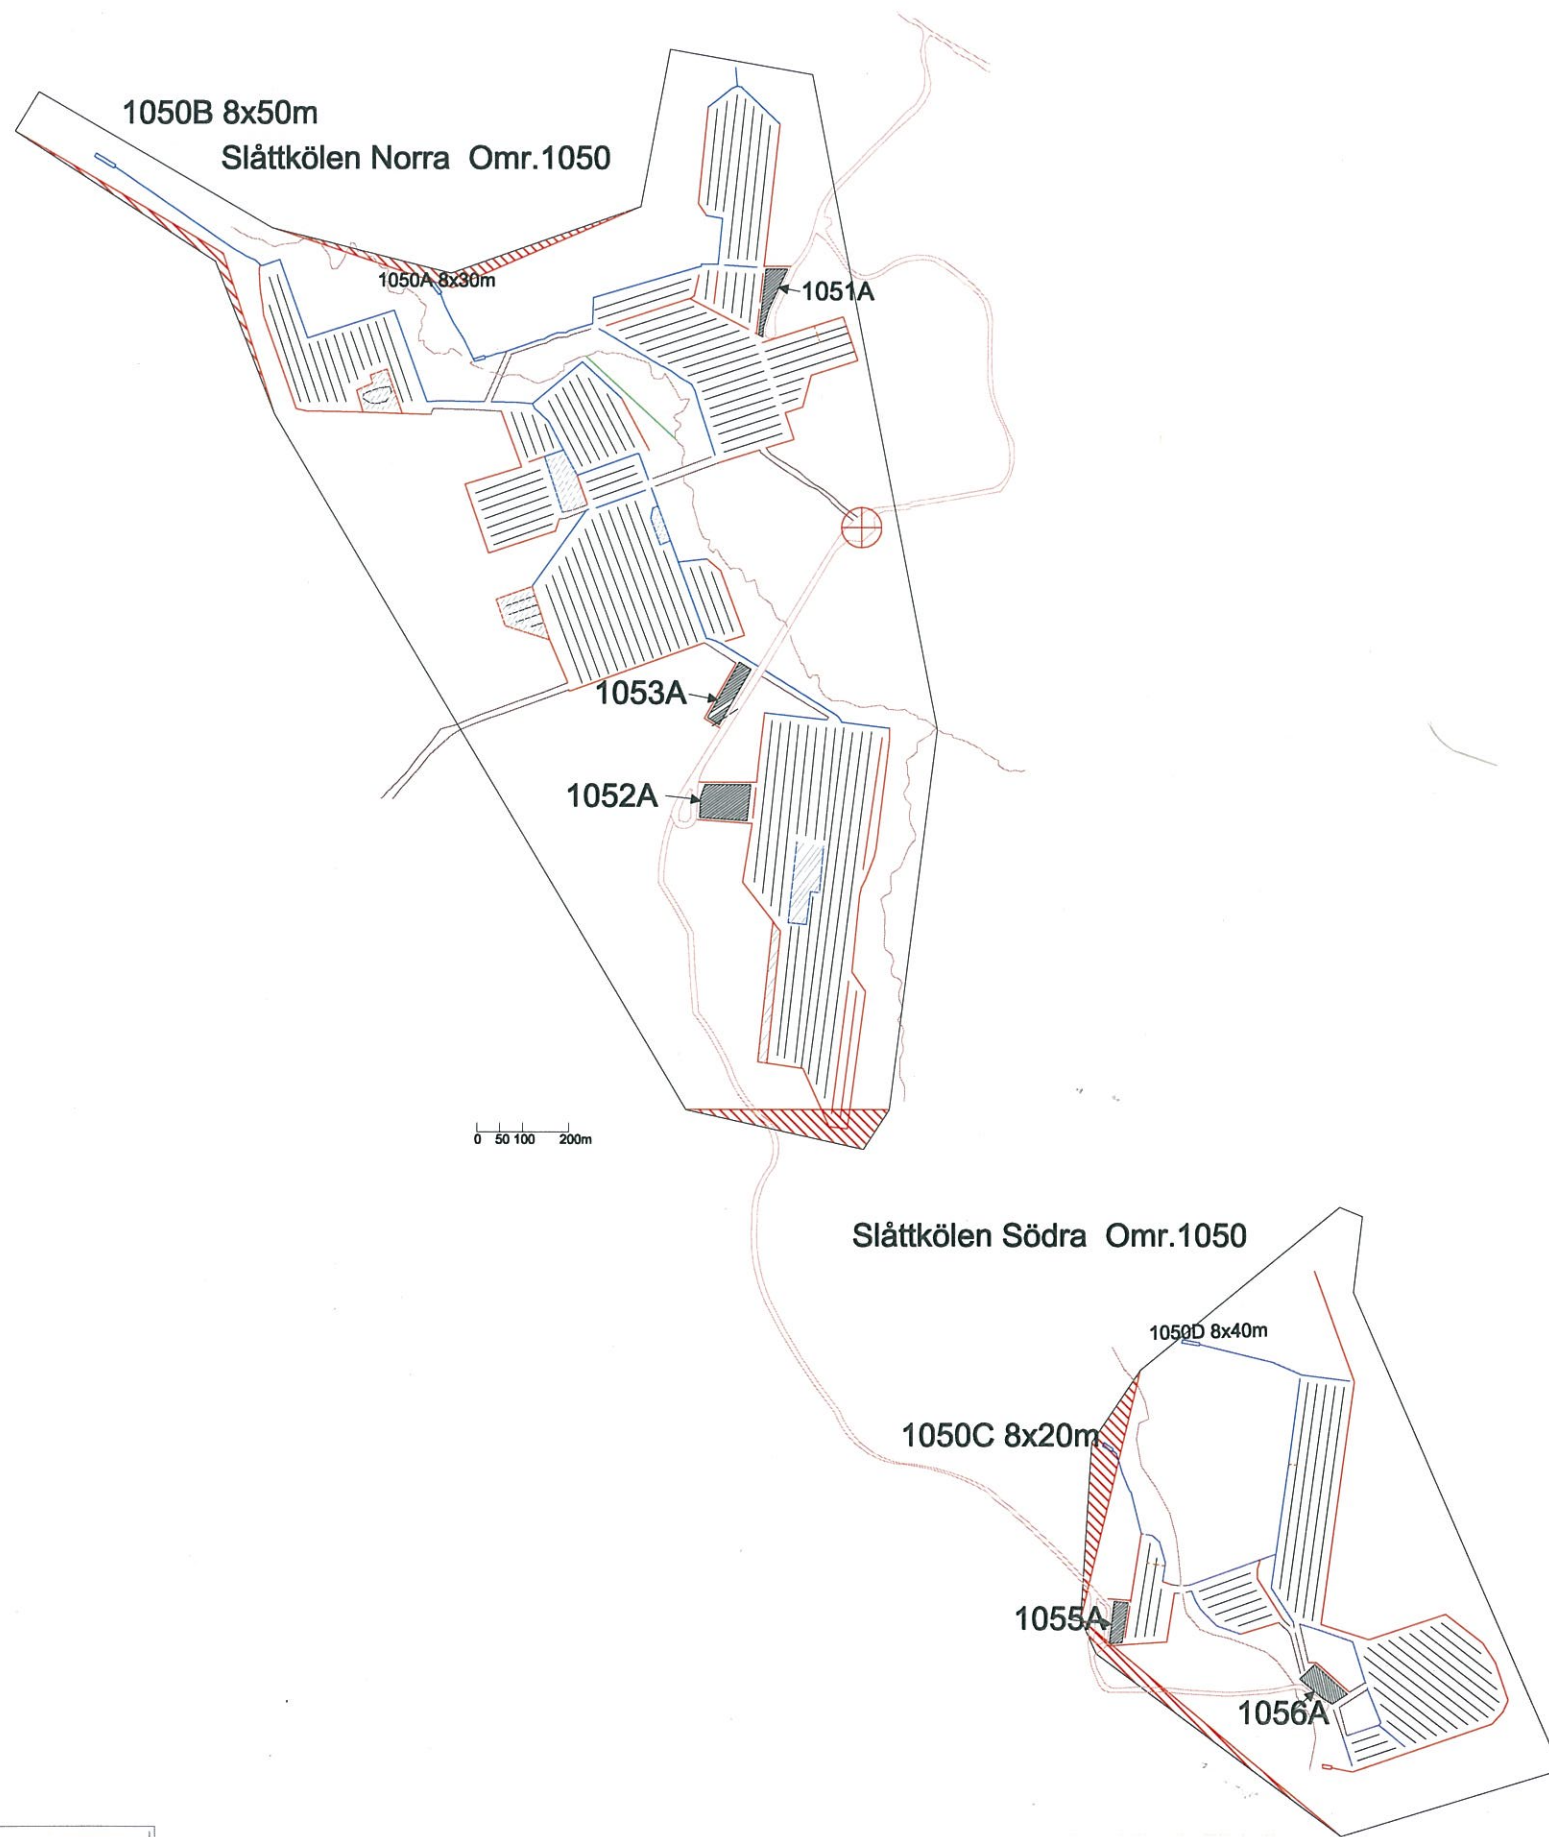 1050B 8x50m
Slåttkölen Norra Omr.1050
1050A 8x30m
1051A
1053A
1052A
0 50 100 200m
Slåttkölen Södra Omr.1050
1050D 8x40m
1050C 8x20m
1055A
1056A